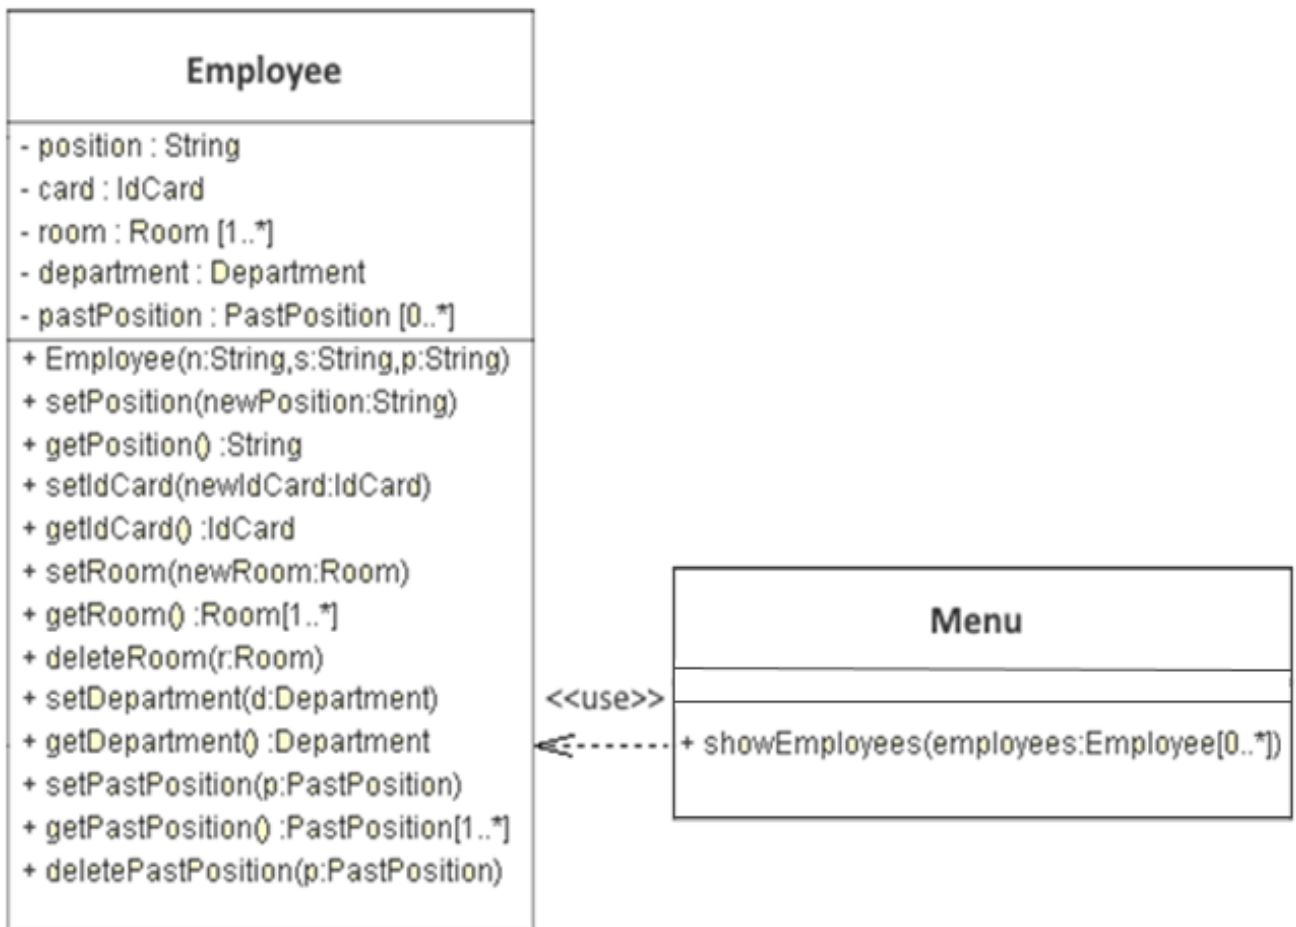 Employee
- position : String
- card : IdCard
- room : Room [1..*]
- department : Department
- pastPosition : PastPosition [0..*]
+ Employee(n:String,s:String,p:String)
+ setPosition(newPosition:String)
+ getPosition() :String
+ setIdCard(newIdCard:IdCard)
+ getIdCard() :IdCard
+ setRoom(newRoom:Room)
+ getRoom() :Room[1..*]
+ deleteRoom(r:Room)
+ setDepartment(d:Department)
+ getDepartment() :Department
+ setPastPosition(p:PastPosition)
+ getPastPosition() :PastPosition[1..*]
+ deletePastPosition(p:PastPosition)
<<use>>
Menu
+ showEmployees(employees:Employee[0..*])